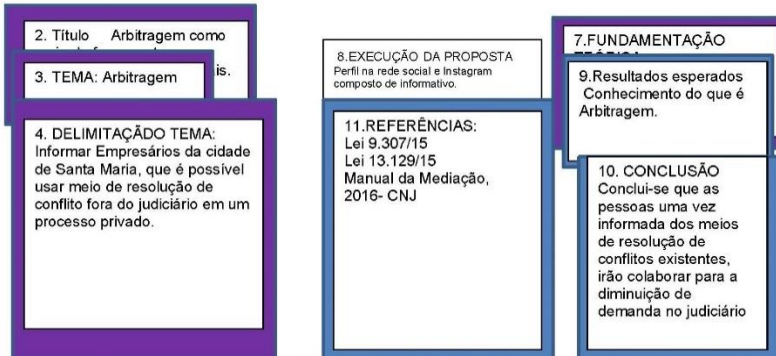 2. Título Arbitragem como
is.
3. TEMA: Arbitragem
4. DELIMITAÇÃDO TEMA:
Informar Empresários da cidade
de Santa Maria, que é possível
usar meio de resolução de
conflito fora do judiciário em um
processo privado.
8.EXECUÇÃO DA PROPOSTA
Perfil na rede social e Instagram
composto de informativo.
11.REFERÊNCIAS:
Lei 9.307/15
Lei 13.129/15
Manual da Mediação,
2016- CNJ
7.FUNDAMENTAÇÃO
9.Resultados esperados
Conhecimento do que é
Arbitragem.
10. CONCLUSÃO
Conclui-se que as
pessoas uma vez
informada dos meios
de resolução de
conflitos existentes,
irão colaborar para a
diminuição de
demanda no judiciário